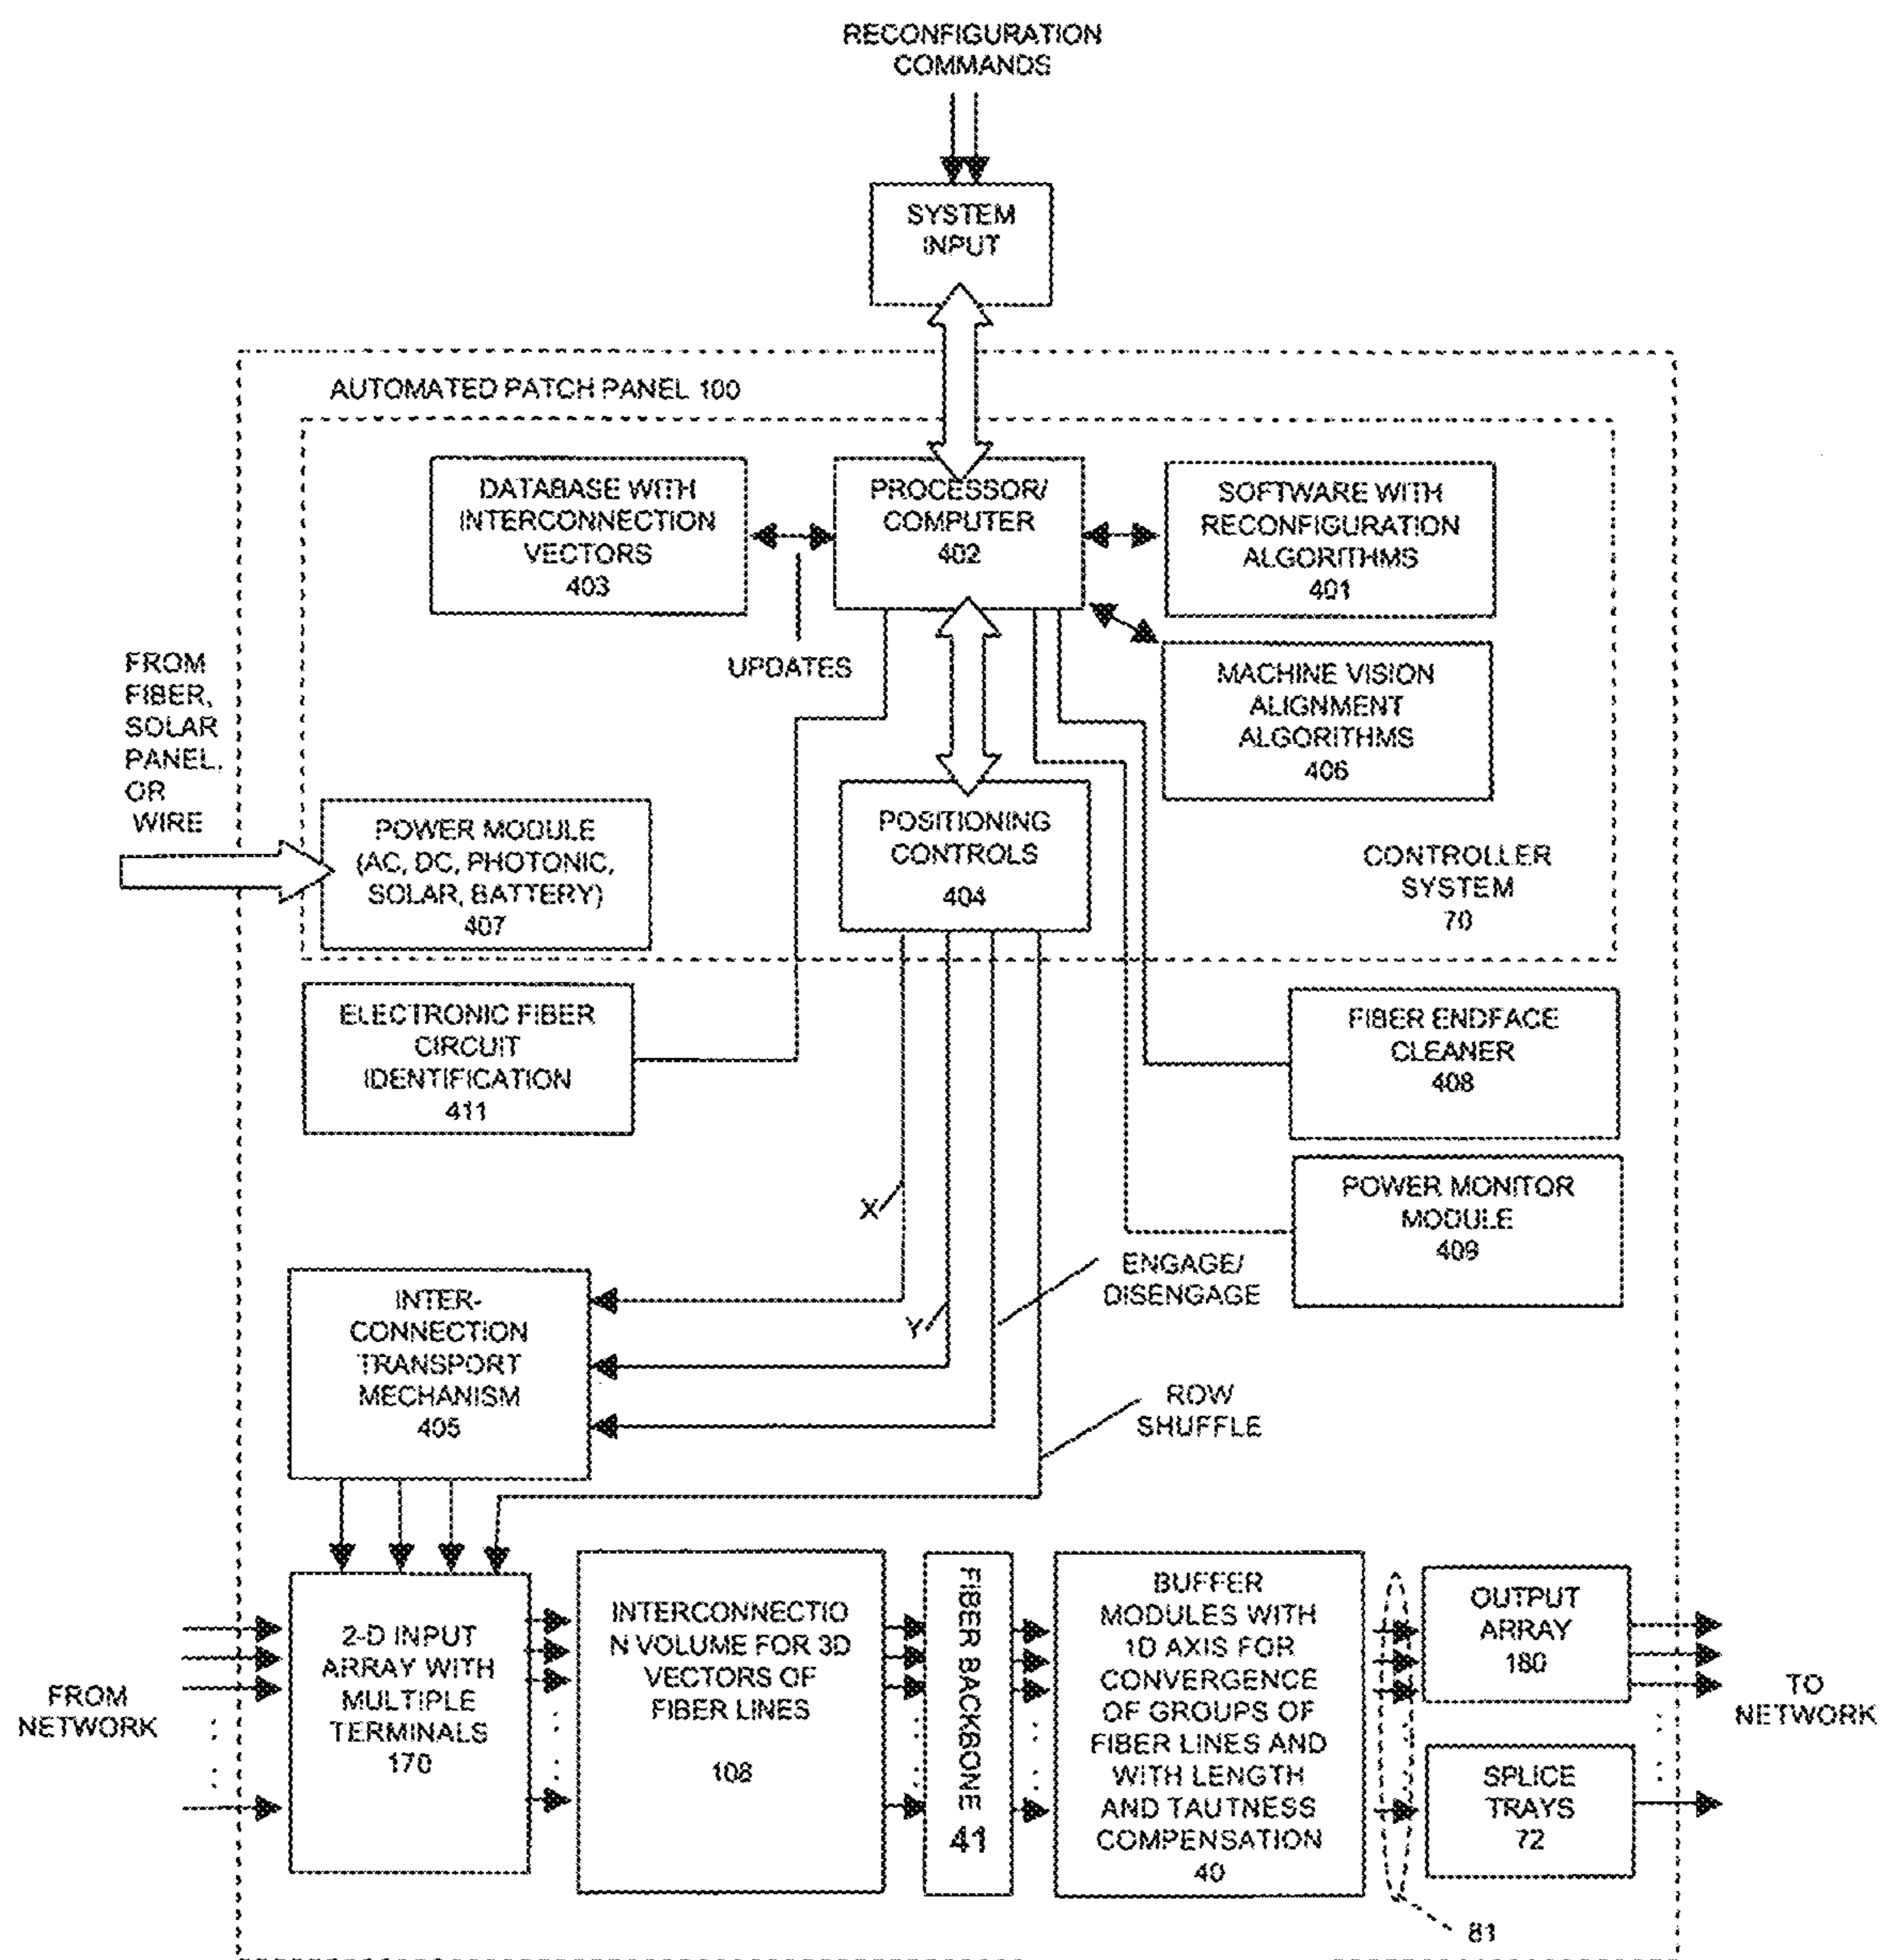 RECONFIGURATION
COMMANDS
SYSTEM
INPUT
AUTOMATED PATCH PANEL 100
DATABASE WITH
INTERCONNECTION
VECTORS
403
PROCESSOR/
COMPUTER
402
SOFTWARE WITH
RECONFIGURATION
ALGORITHMS
401
UPDATES
MACHINE VISION
ALIGNMENT
ALGORITHMS
406
FROM
FIBER,
SOLAR
PANEL,
OR
WIRE
POWER MODULE
(AC, DC, PHOTONIC,
SOLAR, BATTERY)
407
POSITIONING
CONTROLS
404
CONTROLLER
SYSTEM
70
ELECTRONIC FIBER
CIRCUIT
IDENTIFICATION
411
FIBER ENDFACE
CLEANER
408
POWER MONITOR
MODULE
409
X
Y
ENGAGE/
DISENGAGE
INTER-
CONNECTION
TRANSPORT
MECHANISM
405
ROW
SHUFFLE
FROM
NETWORK
2-D INPUT
ARRAY WITH
MULTIPLE
TERMINALS
170
INTERCONNECTIO
N VOLUME FOR 3D
VECTORS OF
FIBER LINES
108
FIBER BACKBONE 41
BUFFER
MODULES WITH
1D AXIS FOR
CONVERGENCE
OF GROUPS OF
FIBER LINES AND
WITH LENGTH
AND TAUTNESS
COMPENSATION
40
OUTPUT
ARRAY
180
SPLICE
TRAYS
72
TO
NETWORK
81